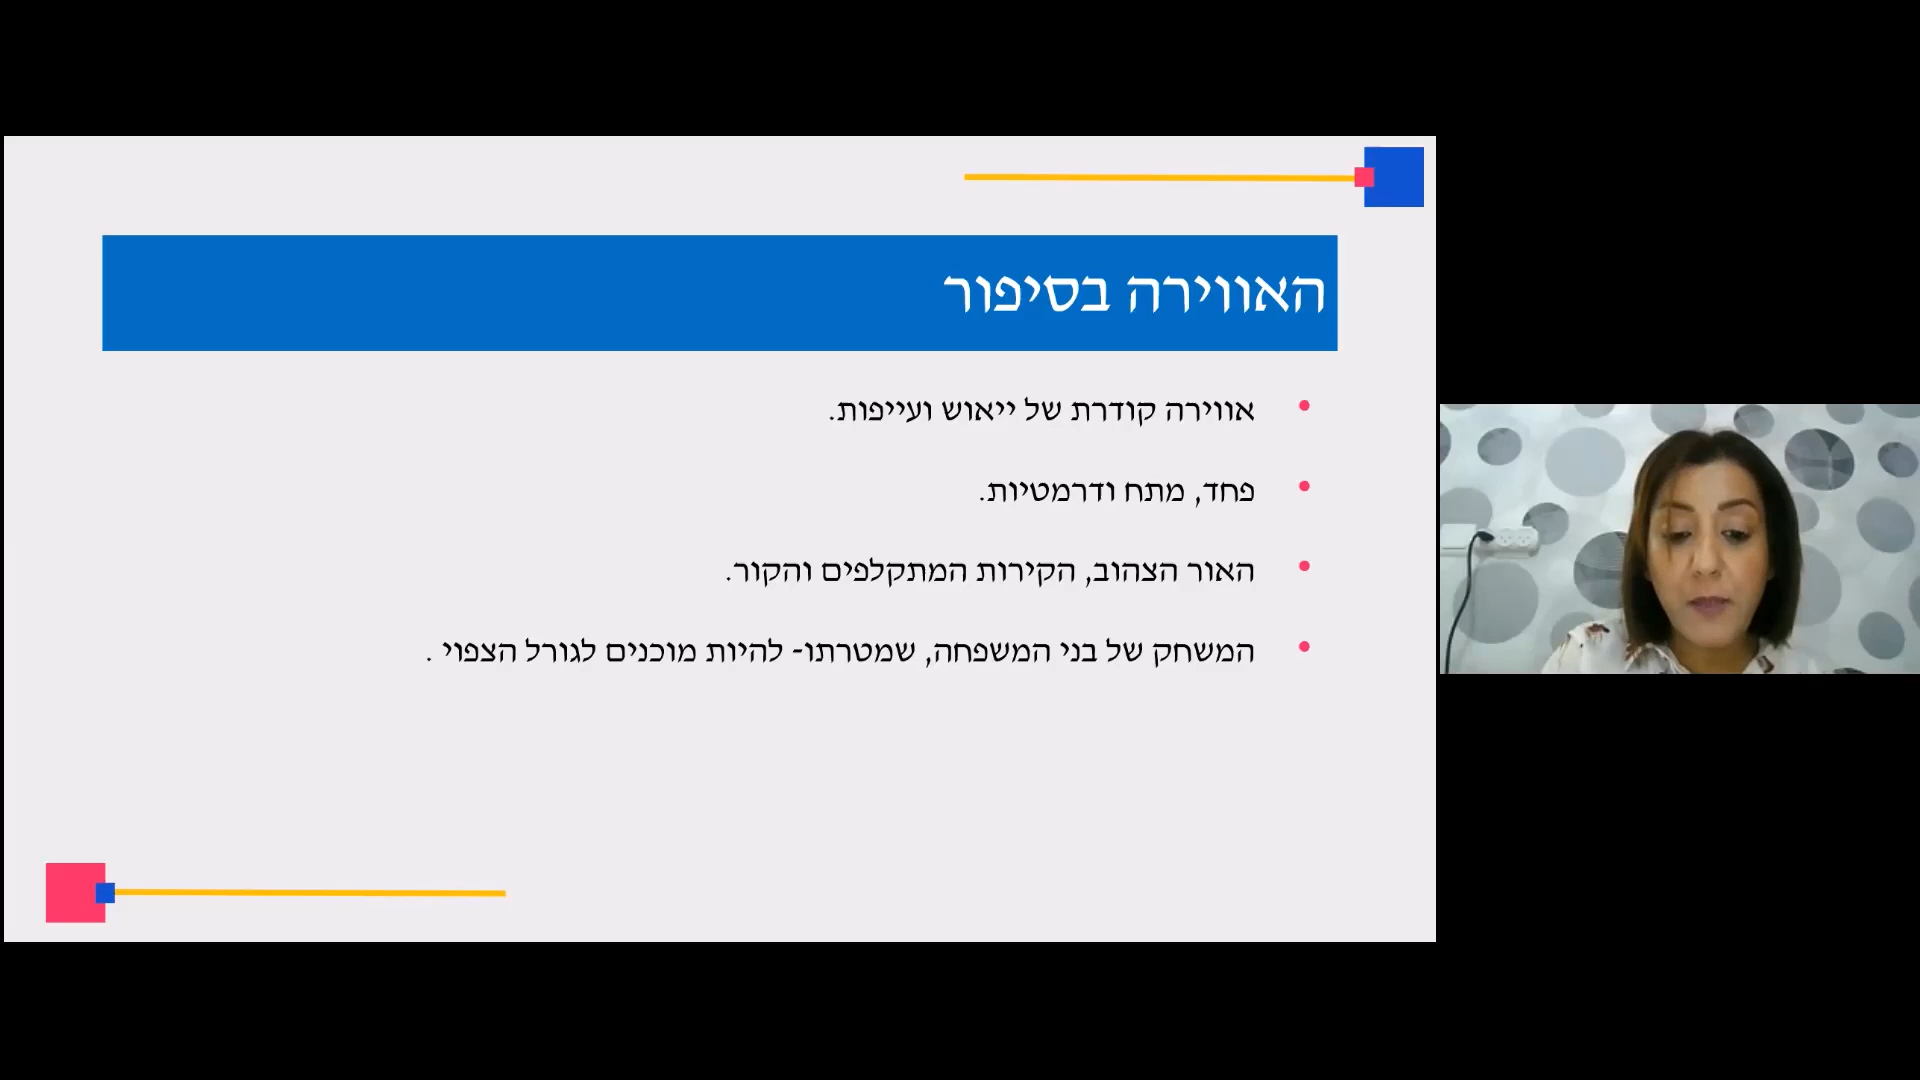 האווירה בסיפור
• אווירה קודרת של ייאוש ועייפות.
• פחד, מתח ודרמטיות.
• האור הצהוב, הקירות המתקלפים והקור.
• המשחק של בני המשפחה, שמטרתו- להיות מוכנים לגורל הצפוי .